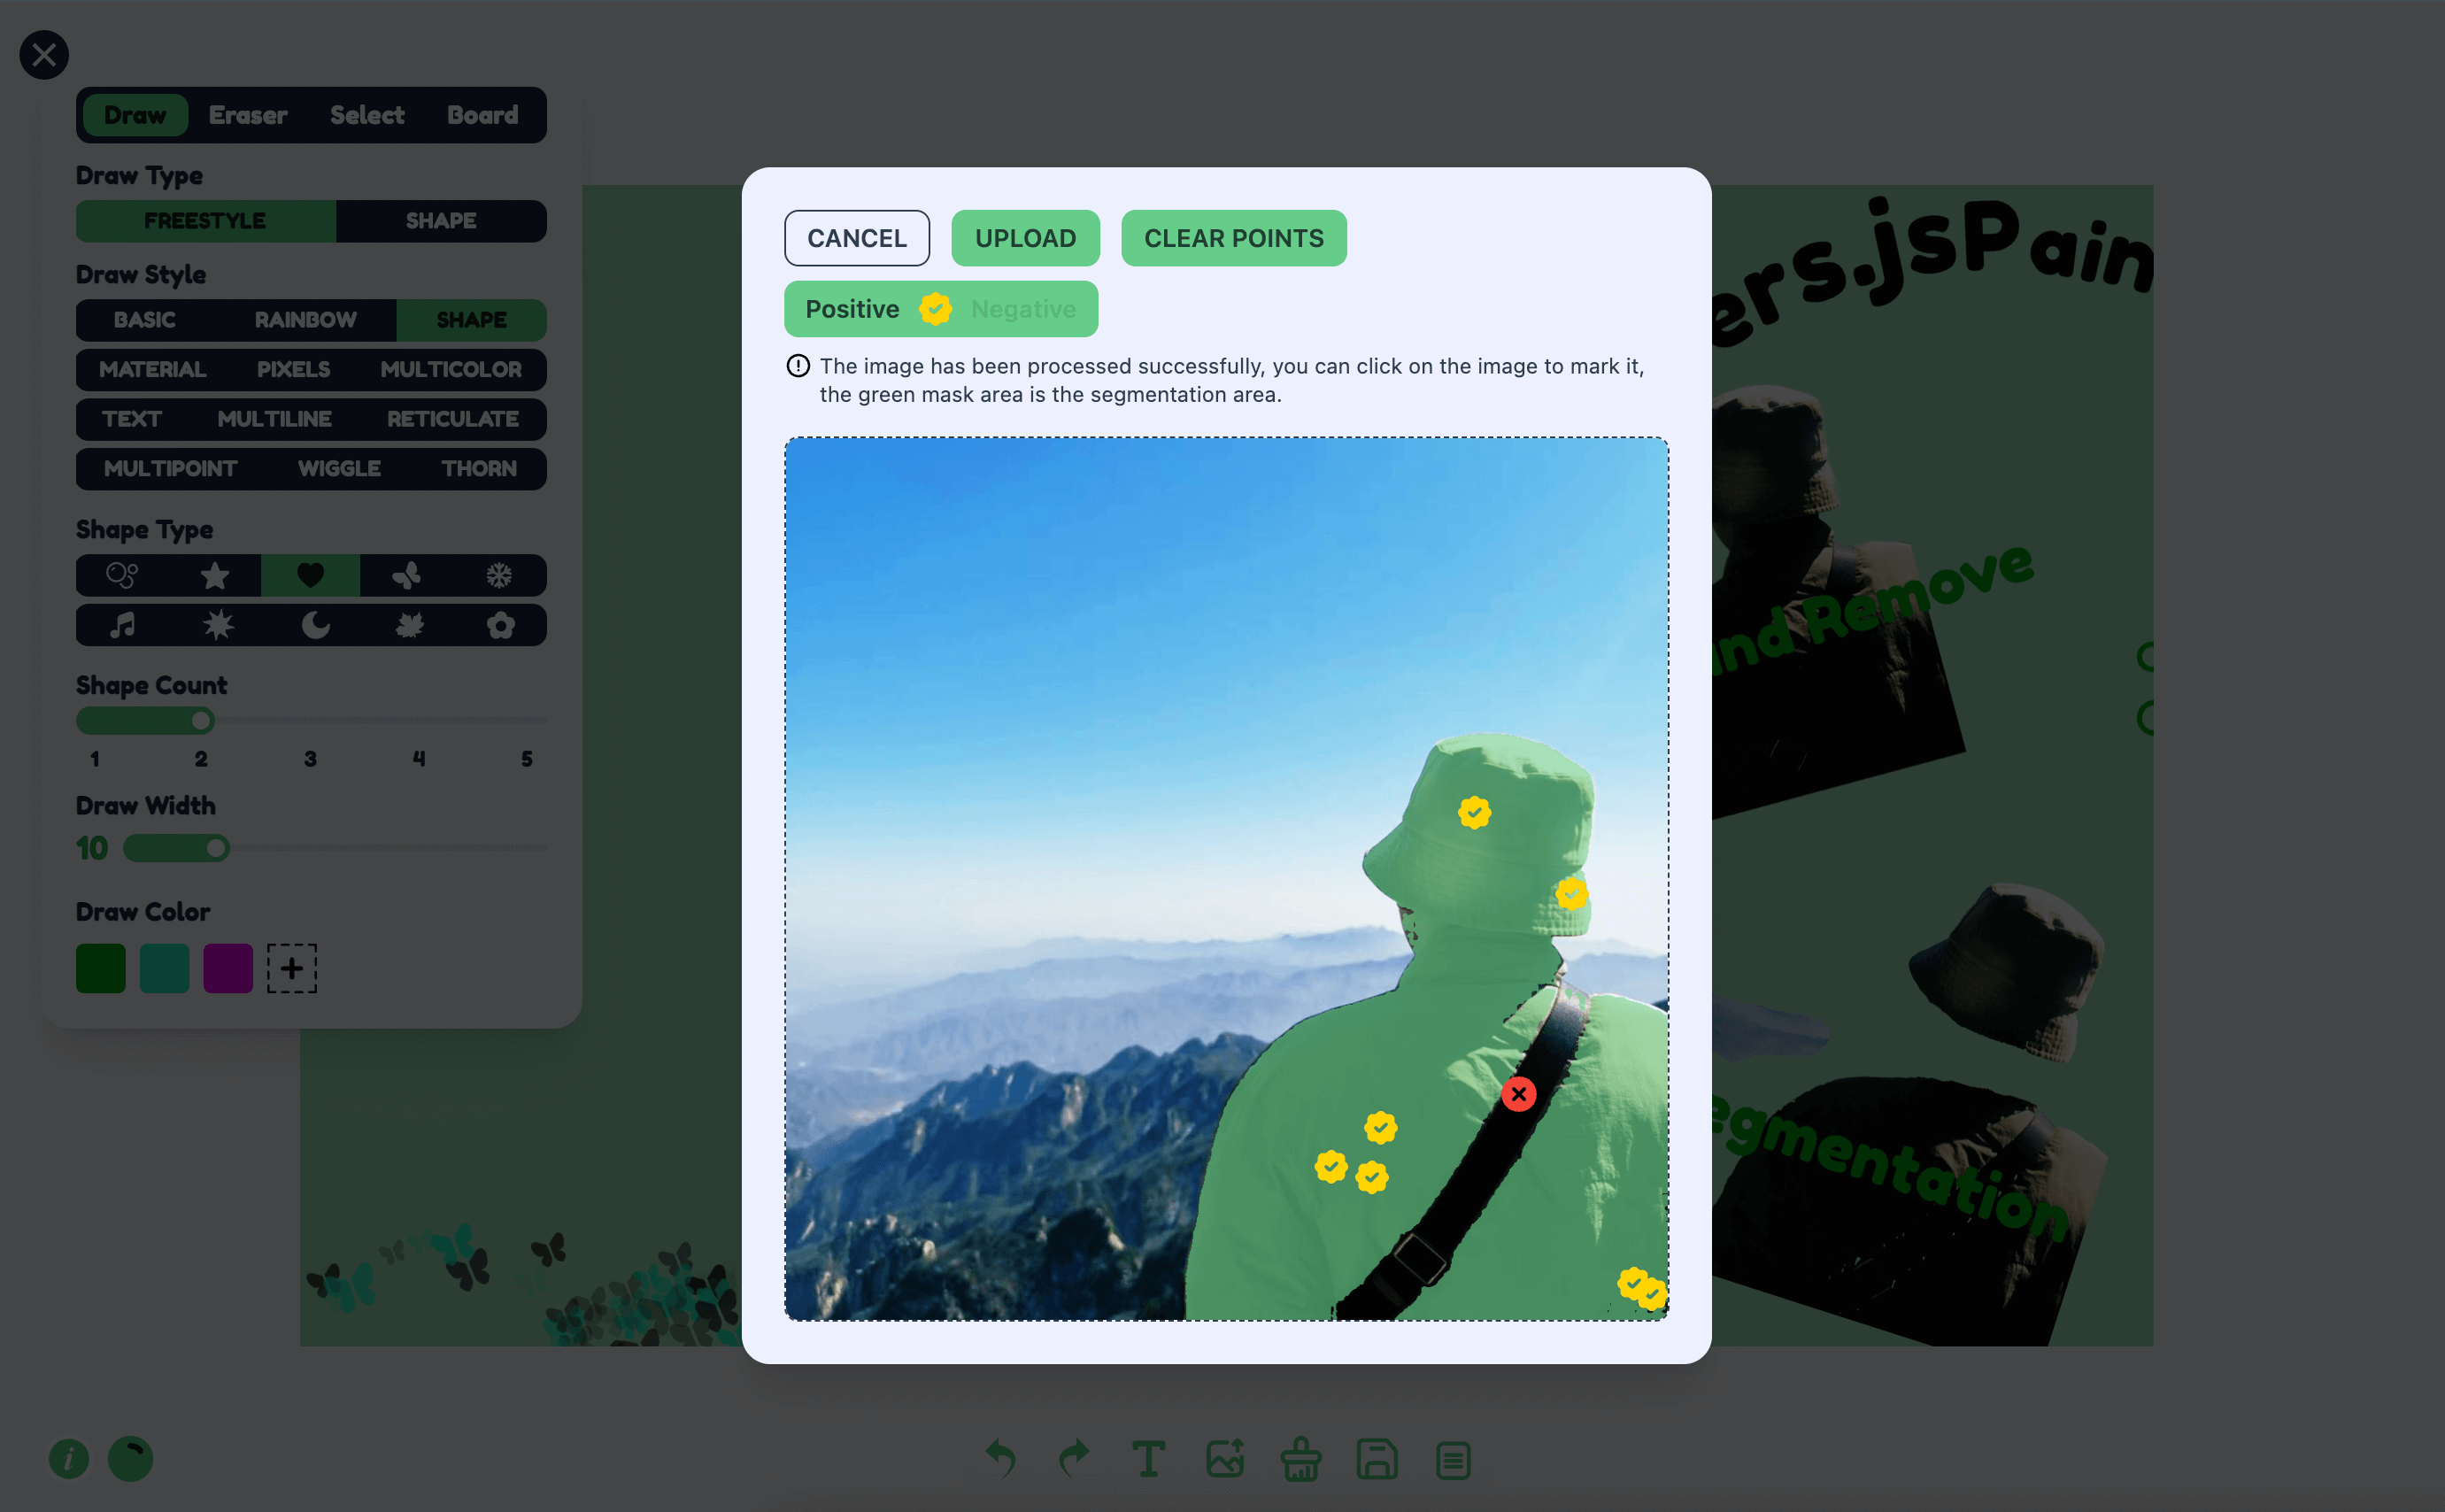 Draw Eraser Select Board
Draw Type
FREESTYLE SHAPE
Draw Style
BASIC RAINBOW SHAPE
MATERIAL PIXELS MULTICOLOR
TEXT MULTILINE RETICULATE
MULTIPOINT WIGGLE THORN
Shape Type
Shape Count
1 2 3 4 5
Draw Width
10
Draw Color
CANCEL UPLOAD CLEAR POINTS
Positive Negative
The image has been processed successfully, you can click on the image to mark it,
the green mask area is the segmentation area.
ers.jsPain
nd Remove
egmentation